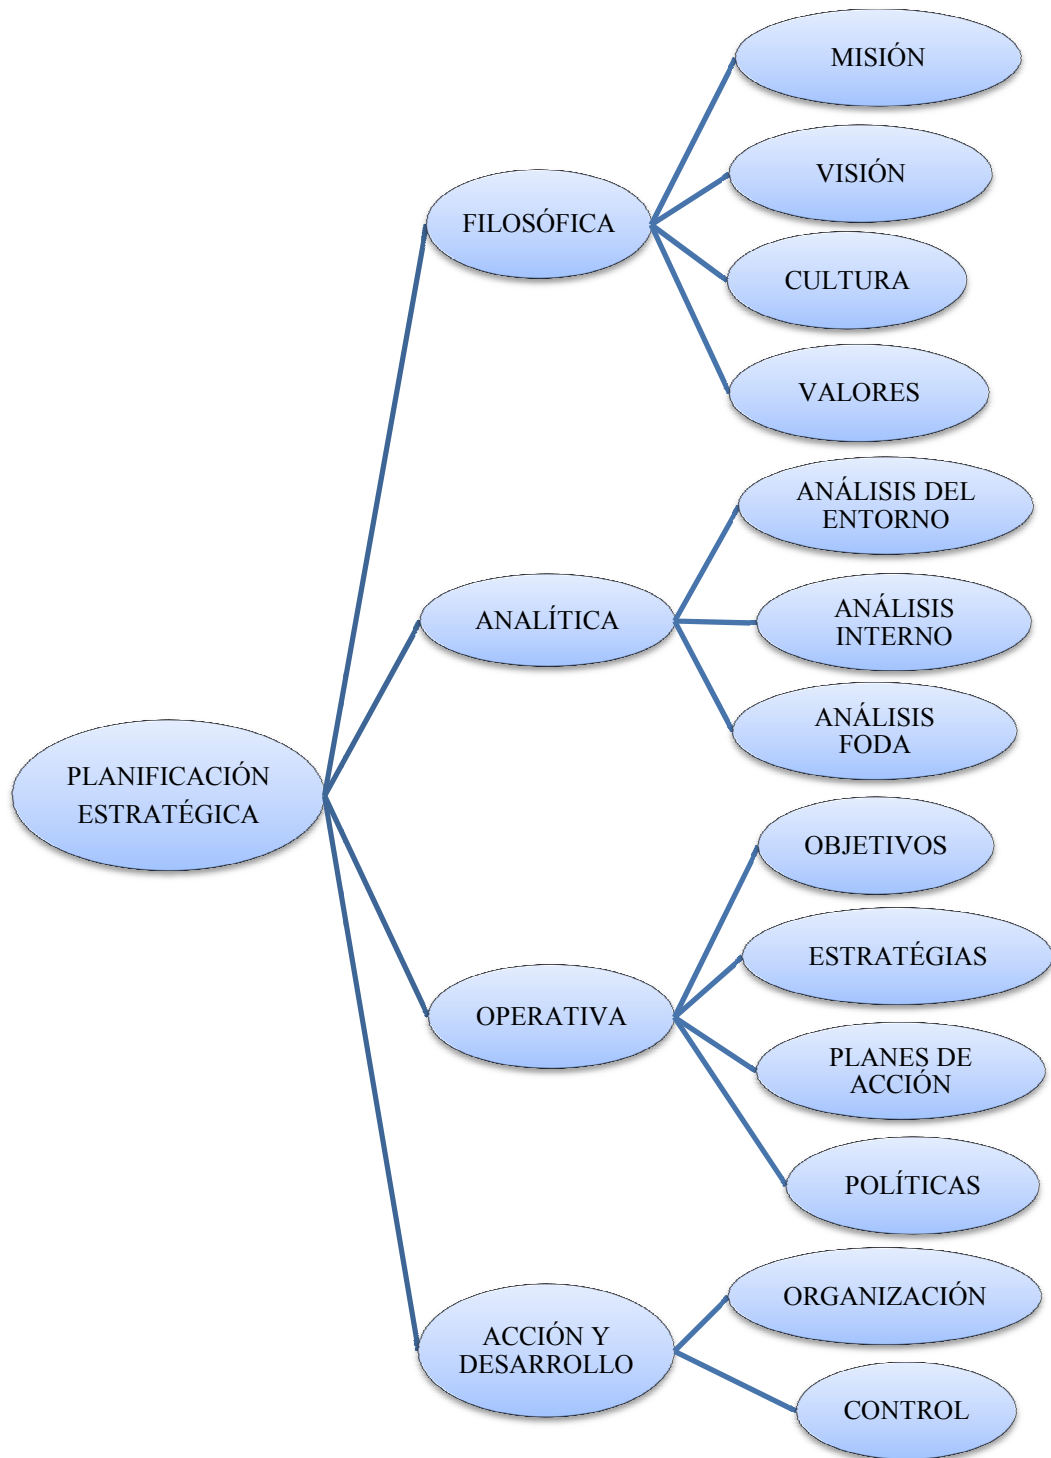 PLANIFICACIÓN
ESTRATÉGICA
FILOSÓFICA
MISIÓN
VISIÓN
CULTURA
VALORES
ANALÍTICA
ANÁLISIS DEL
ENTORNO
ANÁLISIS
INTERNO
ANÁLISIS
FODA
OPERATIVA
OBJETIVOS
ESTRATÉGIAS
PLANES DE
ACCIÓN
POLÍTICAS
ACCIÓN Y
DESARROLLO
ORGANIZACIÓN
CONTROL